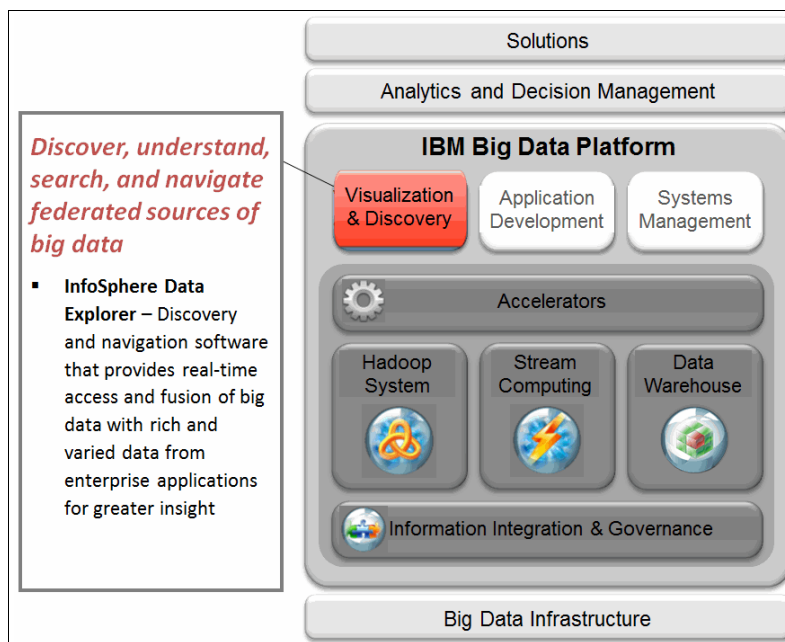 Solutions
Analytics and Decision Management
Discover, understand,
search, and navigate
federated sources of
big data
▪ InfoSphere Data
Explorer – Discovery
and navigation software
that provides real-time
access and fusion of big
data with rich and
varied data from
enterprise applications
for greater insight
IBM Big Data Platform
Visualization
& Discovery
Application
Development
Systems
Management
Accelerators
Hadoop
System
Stream
Computing
Data
Warehouse
Information Integration & Governance
Big Data Infrastructure